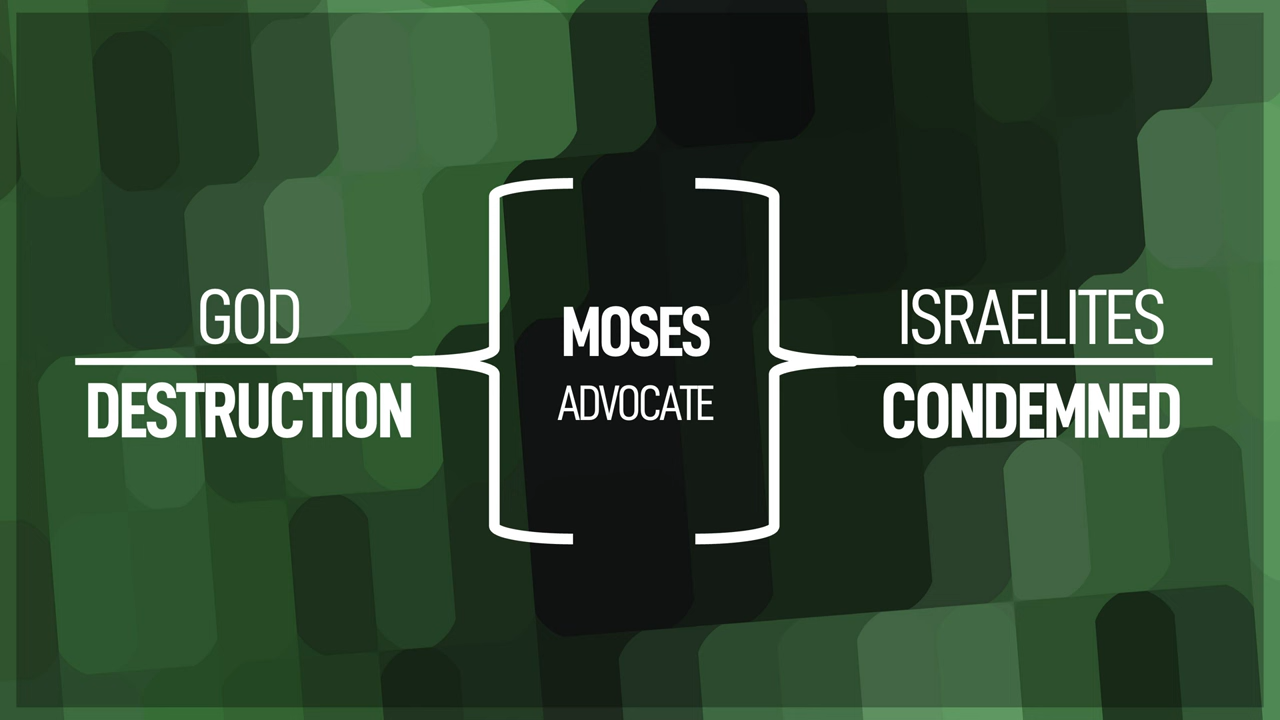 GOD
DESTRUCTION
MOSES
ADVOCATE
ISRAELITES
CONDEMNED